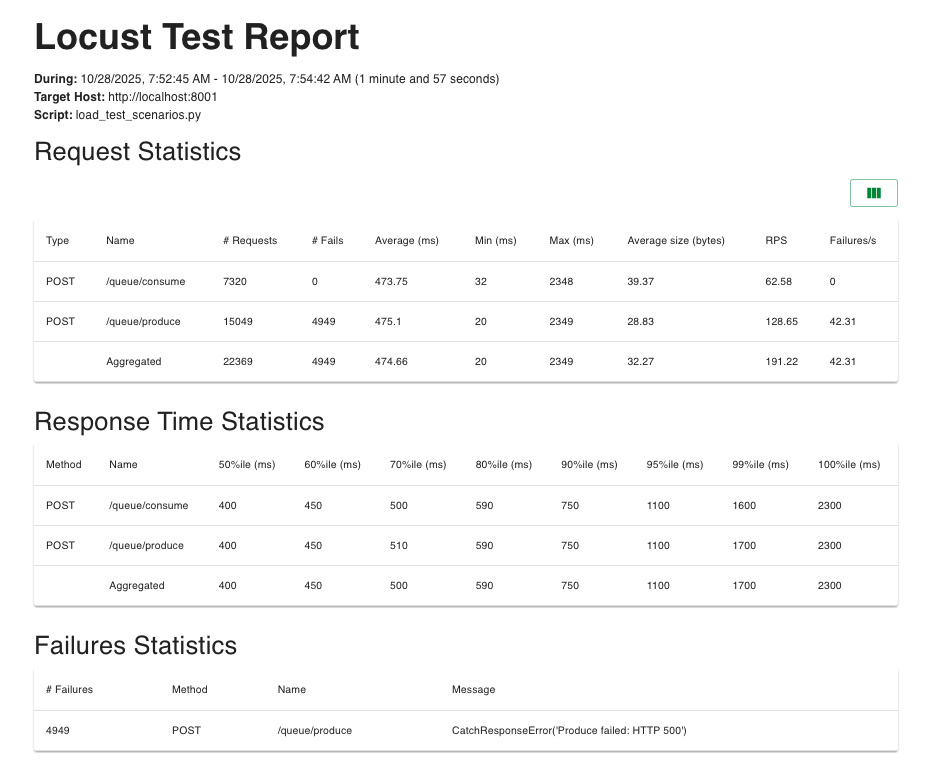 Locust Test Report
During: 10/28/2025, 7:52:45 AM - 10/28/2025, 7:54:42 AM (1 minute and 57 seconds)
Target Host: http://localhost:8001
Script: load_test_scenarios.py
Request Statistics
Type Name # Requests # Fails Average (ms) Min (ms) Max (ms) Average size (bytes) RPS Failures/s
POST /queue/consume 7320 0 473.75 32 2348 39.37 62.58 0
POST /queue/produce 15049 4949 475.1 20 2349 28.83 128.65 42.31
Aggregated 22369 4949 474.66 20 2349 32.27 191.22 42.31
Response Time Statistics
Method Name 50%ile (ms) 60%ile (ms) 70%ile (ms) 80%ile (ms) 90%ile (ms) 95%ile (ms) 99%ile (ms) 100%ile (ms)
POST /queue/consume 400 450 500 590 750 1100 1600 2300
POST /queue/produce 400 450 510 590 750 1100 1700 2300
Aggregated 400 450 500 590 750 1100 1700 2300
Failures Statistics
# Failures Method Name Message
4949 POST /queue/produce CatchResponseError('Produce failed: HTTP 500')